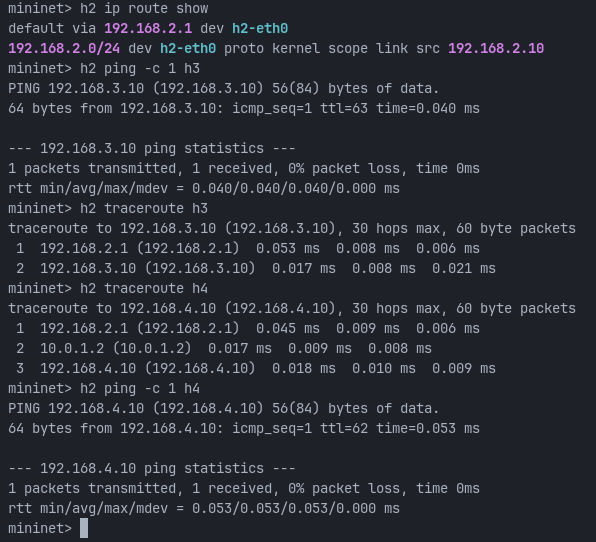 mininet> h2 ip route show
default via 192.168.2.1 dev h2-eth0
192.168.2.0/24 dev h2-eth0 proto kernel scope link src 192.168.2.10
mininet> h2 ping -c 1 h3
PING 192.168.3.10 (192.168.3.10) 56(84) bytes of data.
64 bytes from 192.168.3.10: icmp_seq=1 ttl=63 time=0.040 ms

--- 192.168.3.10 ping statistics ---
1 packets transmitted, 1 received, 0% packet loss, time 0ms
rtt min/avg/max/mdev = 0.040/0.040/0.040/0.000 ms
mininet> h2 traceroute h3
traceroute to 192.168.3.10 (192.168.3.10), 30 hops max, 60 byte packets
 1  192.168.2.1 (192.168.2.1)  0.053 ms  0.008 ms  0.006 ms
 2  192.168.3.10 (192.168.3.10)  0.017 ms  0.008 ms  0.021 ms
mininet> h2 traceroute h4
traceroute to 192.168.4.10 (192.168.4.10), 30 hops max, 60 byte packets
 1  192.168.2.1 (192.168.2.1)  0.045 ms  0.009 ms  0.006 ms
 2  10.0.1.2 (10.0.1.2)  0.017 ms  0.009 ms  0.008 ms
 3  192.168.4.10 (192.168.4.10)  0.018 ms  0.010 ms  0.009 ms
mininet> h2 ping -c 1 h4
PING 192.168.4.10 (192.168.4.10) 56(84) bytes of data.
64 bytes from 192.168.4.10: icmp_seq=1 ttl=62 time=0.053 ms

--- 192.168.4.10 ping statistics ---
1 packets transmitted, 1 received, 0% packet loss, time 0ms
rtt min/avg/max/mdev = 0.053/0.053/0.053/0.000 ms
mininet>